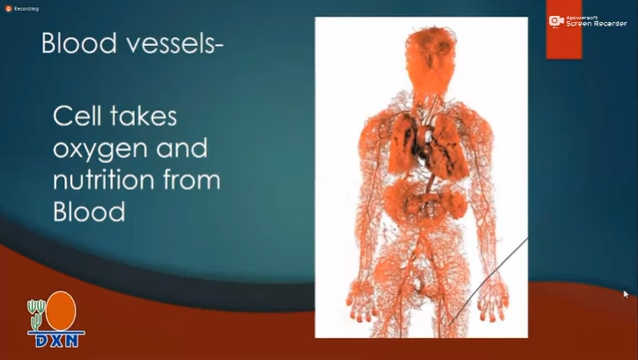 Recording
Apowersoft
Screen Recorder
Blood vessels-
Cell takes
oxygen and
nutrition from
Blood
DXN